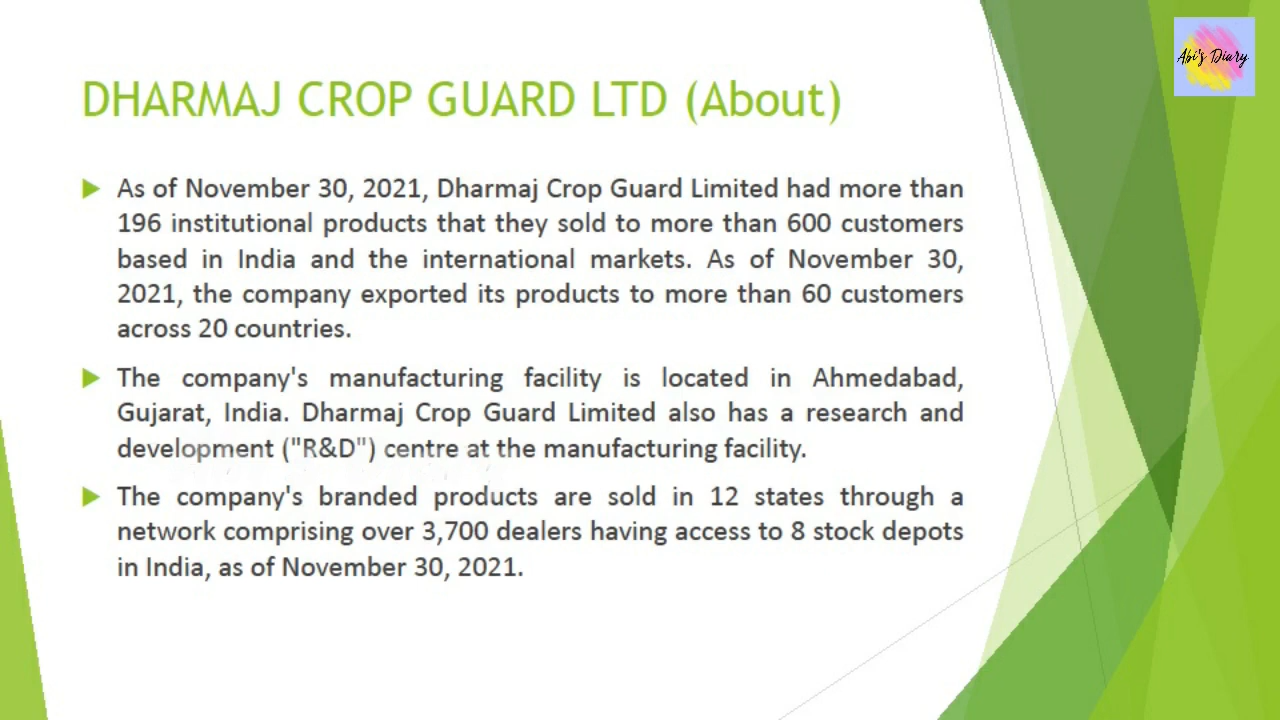 Abi's Diary
DHARMAJ CROP GUARD LTD (About)
As of November 30, 2021, Dharmaj Crop Guard Limited had more than
196 institutional products that they sold to more than 600 customers
based in India and the international markets. As of November 30,
2021, the company exported its products to more than 60 customers
across 20 countries.
The company's manufacturing facility is located in Ahmedabad,
Gujarat, India. Dharmaj Crop Guard Limited also has a research and
development ("R&D") centre at the manufacturing facility.
The company's branded products are sold in 12 states through a
network comprising over 3,700 dealers having access to 8 stock depots
in India, as of November 30, 2021.